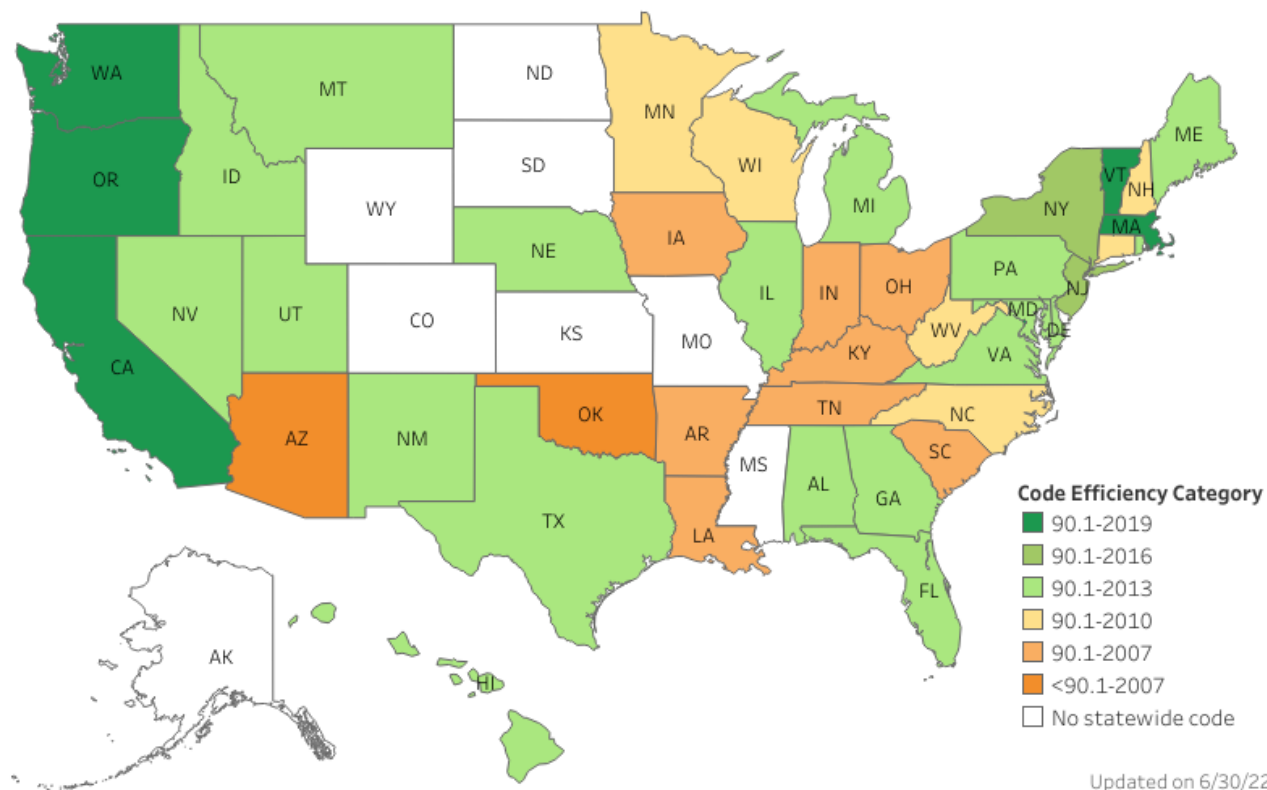 WA
MT
ND
MN
ME
OR
ID
SD
WI
VT
NH
WY
MI
NY
MA
IA
NE
PA
NV
UT
CO
IL
IN
OH
NJ
KS
MO
WV
MD
DE
CA
KY
VA
AZ
NM
OK
AR
TN
NC
SC
MS
AL
GA
TX
LA
FL
AK
HI
Code Efficiency Category
90.1-2019
90.1-2016
90.1-2013
90.1-2010
90.1-2007
<90.1-2007
No statewide code
Updated on 6/30/22